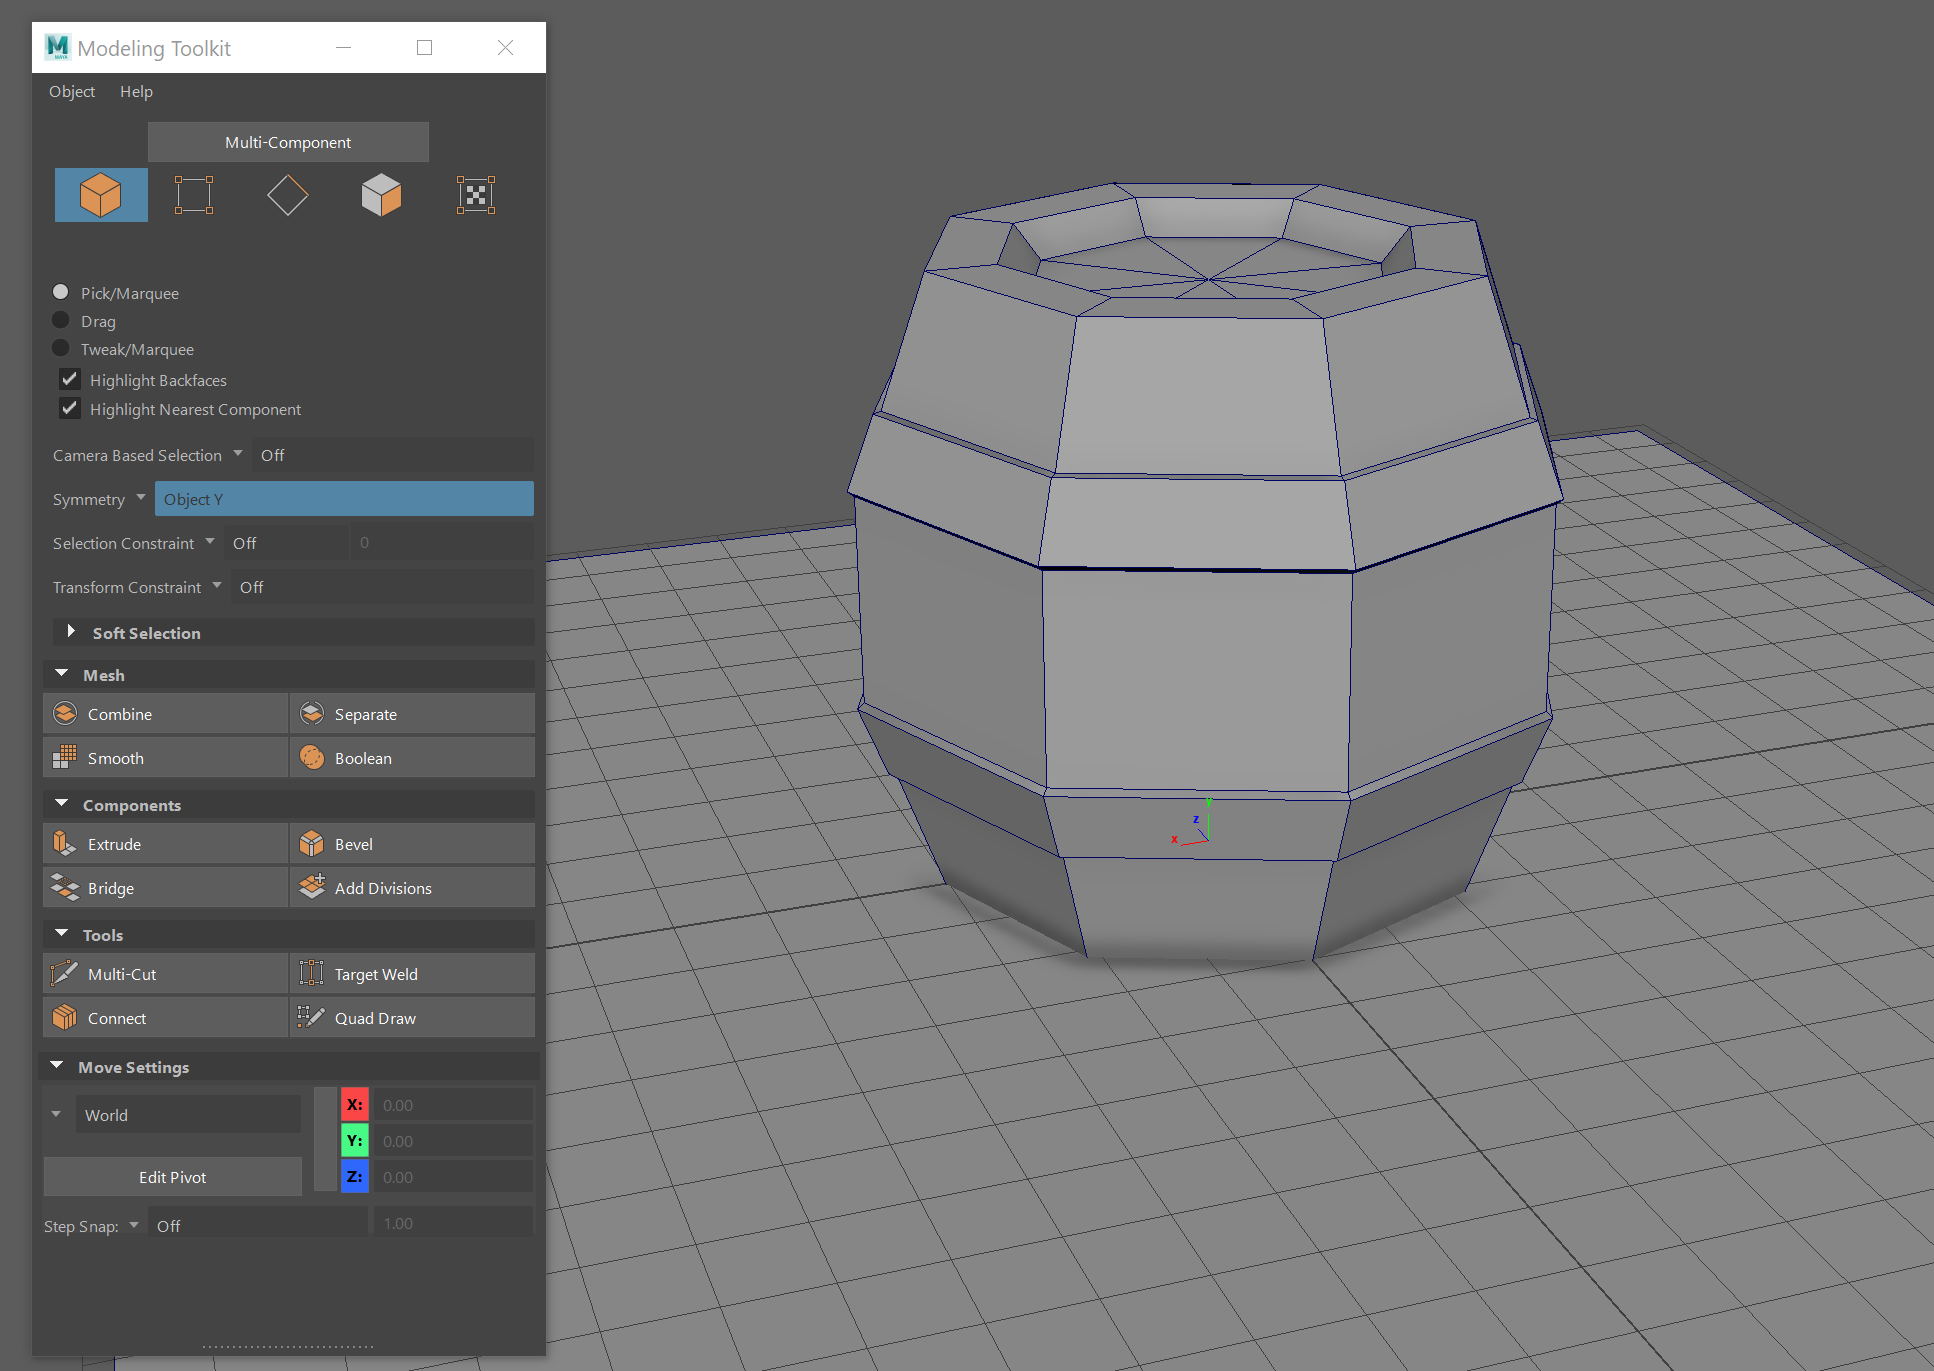 Modeling Toolkit
Object Help
Multi-Component
Pick/Marquee
Drag
Tweak/Marquee
Highlight Backfaces
Highlight Nearest Component
Camera Based Selection Off
Symmetry Object Y
Selection Constraint Off 0
Transform Constraint Off
Soft Selection
Mesh
Combine Separate
Smooth Boolean
Components
Extrude Bevel
Bridge Add Divisions
Tools
Multi-Cut Target Weld
Connect Quad Draw
Move Settings
World X: 0.00
Y: 0.00
Edit Pivot Z: 0.00
Step Snap: Off 1.00
y
z
x